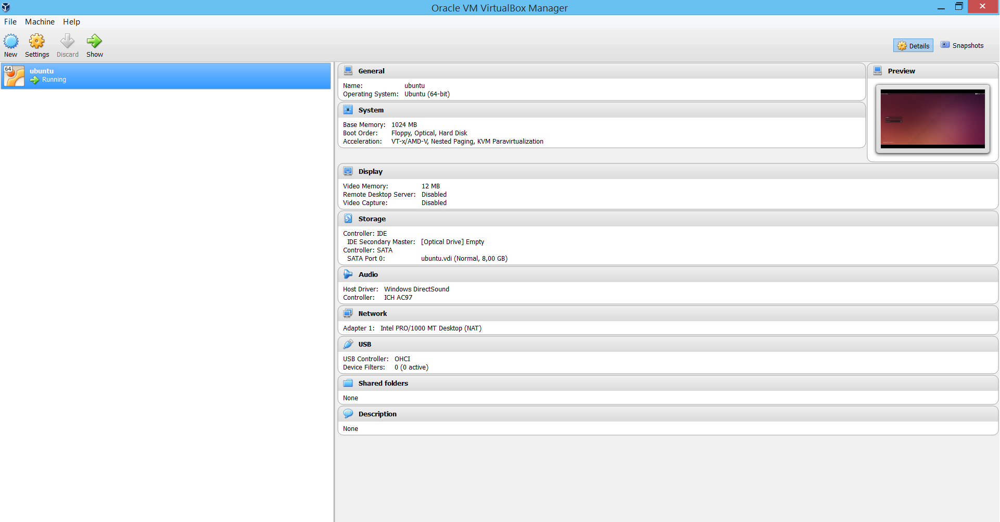 Oracle VM VirtualBox Manager
File Machine Help
New Settings Discard Show
Details Snapshots
64
ubuntu
Running
General
Name: ubuntu
Operating System: Ubuntu (64-bit)
System
Base Memory: 1024 MB
Boot Order: Floppy, Optical, Hard Disk
Acceleration: VT-x/AMD-V, Nested Paging, KVM Paravirtualization
Preview
Display
Video Memory: 12 MB
Remote Desktop Server: Disabled
Video Capture: Disabled
Storage
Controller: IDE
IDE Secondary Master: [Optical Drive] Empty
Controller: SATA
SATA Port 0: ubuntu.vdi (Normal, 8,00 GB)
Audio
Host Driver: Windows DirectSound
Controller: ICH AC97
Network
Adapter 1: Intel PRO/1000 MT Desktop (NAT)
USB
USB Controller: OHCI
Device Filters: 0 (0 active)
Shared folders
None
Description
None